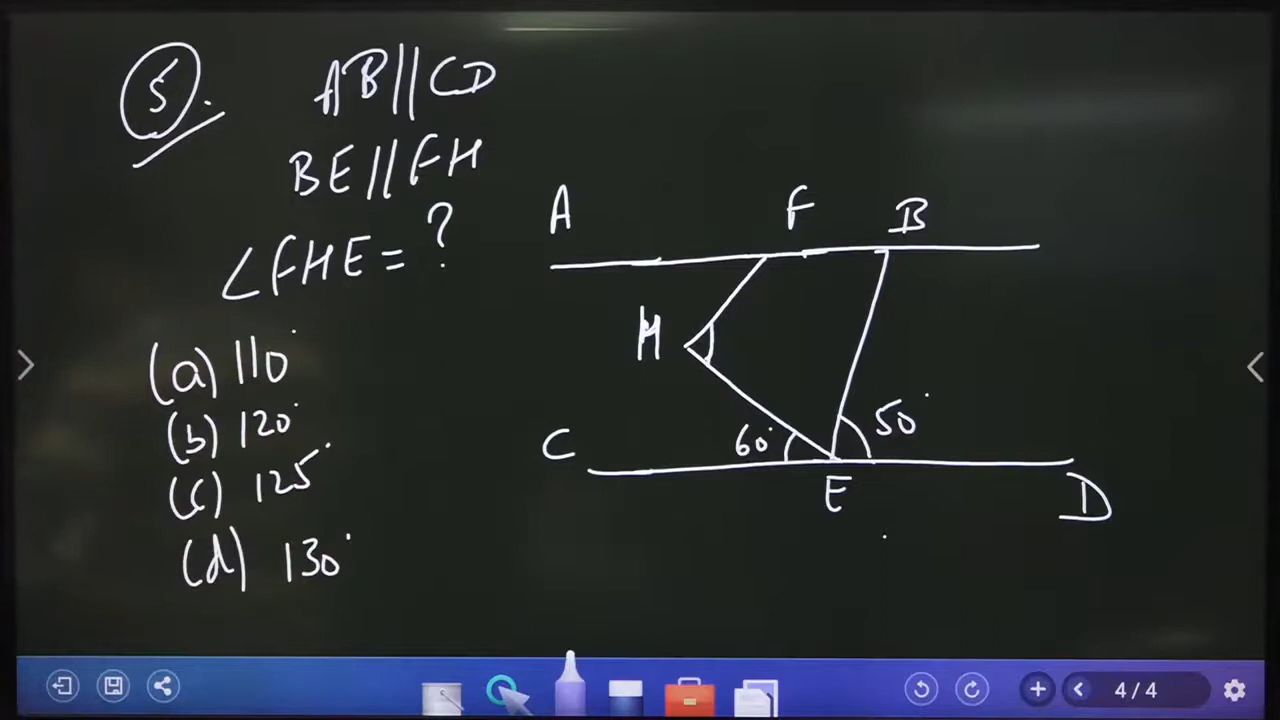 5.
AB||CD
BE||FH
∠FHE = ?
(a) 110°
(b) 120°
(c) 125°
(d) 130°
A F B
H
60° 50°
C E D
4/4